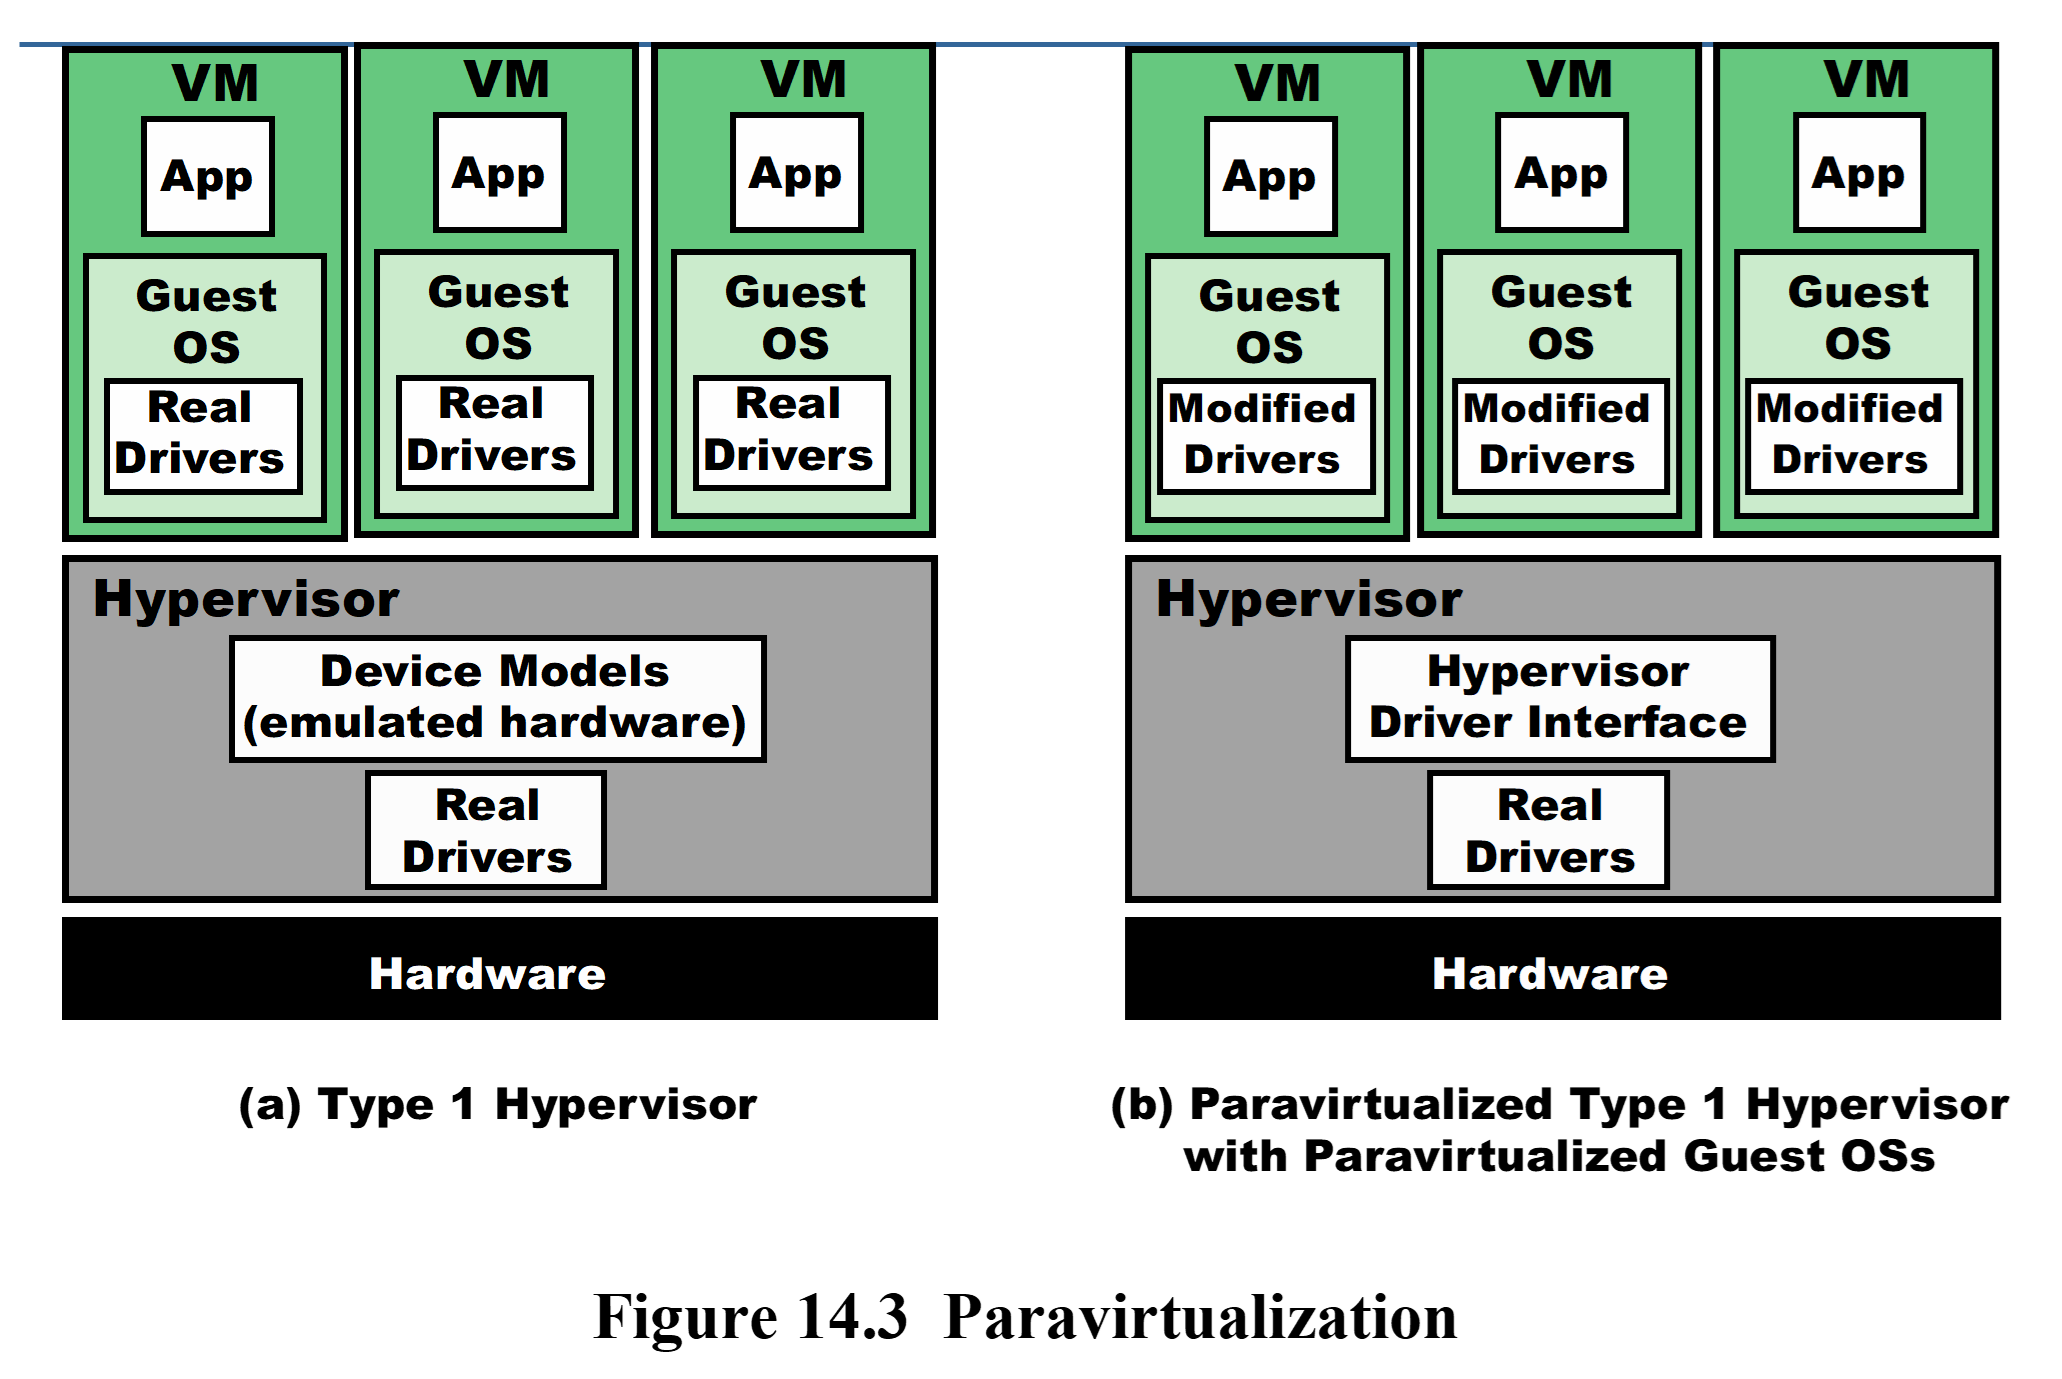 VM
App
Guest
OS
Real
Drivers
VM
App
Guest
OS
Real
Drivers
VM
App
Guest
OS
Real
Drivers
Hypervisor
Device Models
(emulated hardware)
Real
Drivers
Hardware
(a) Type 1 Hypervisor
VM
App
Guest
OS
Modified
Drivers
VM
App
Guest
OS
Modified
Drivers
VM
App
Guest
OS
Modified
Drivers
Hypervisor
Hypervisor
Driver Interface
Real
Drivers
Hardware
(b) Paravirtualized Type 1 Hypervisor
with Paravirtualized Guest OSs
Figure 14.3 Paravirtualization